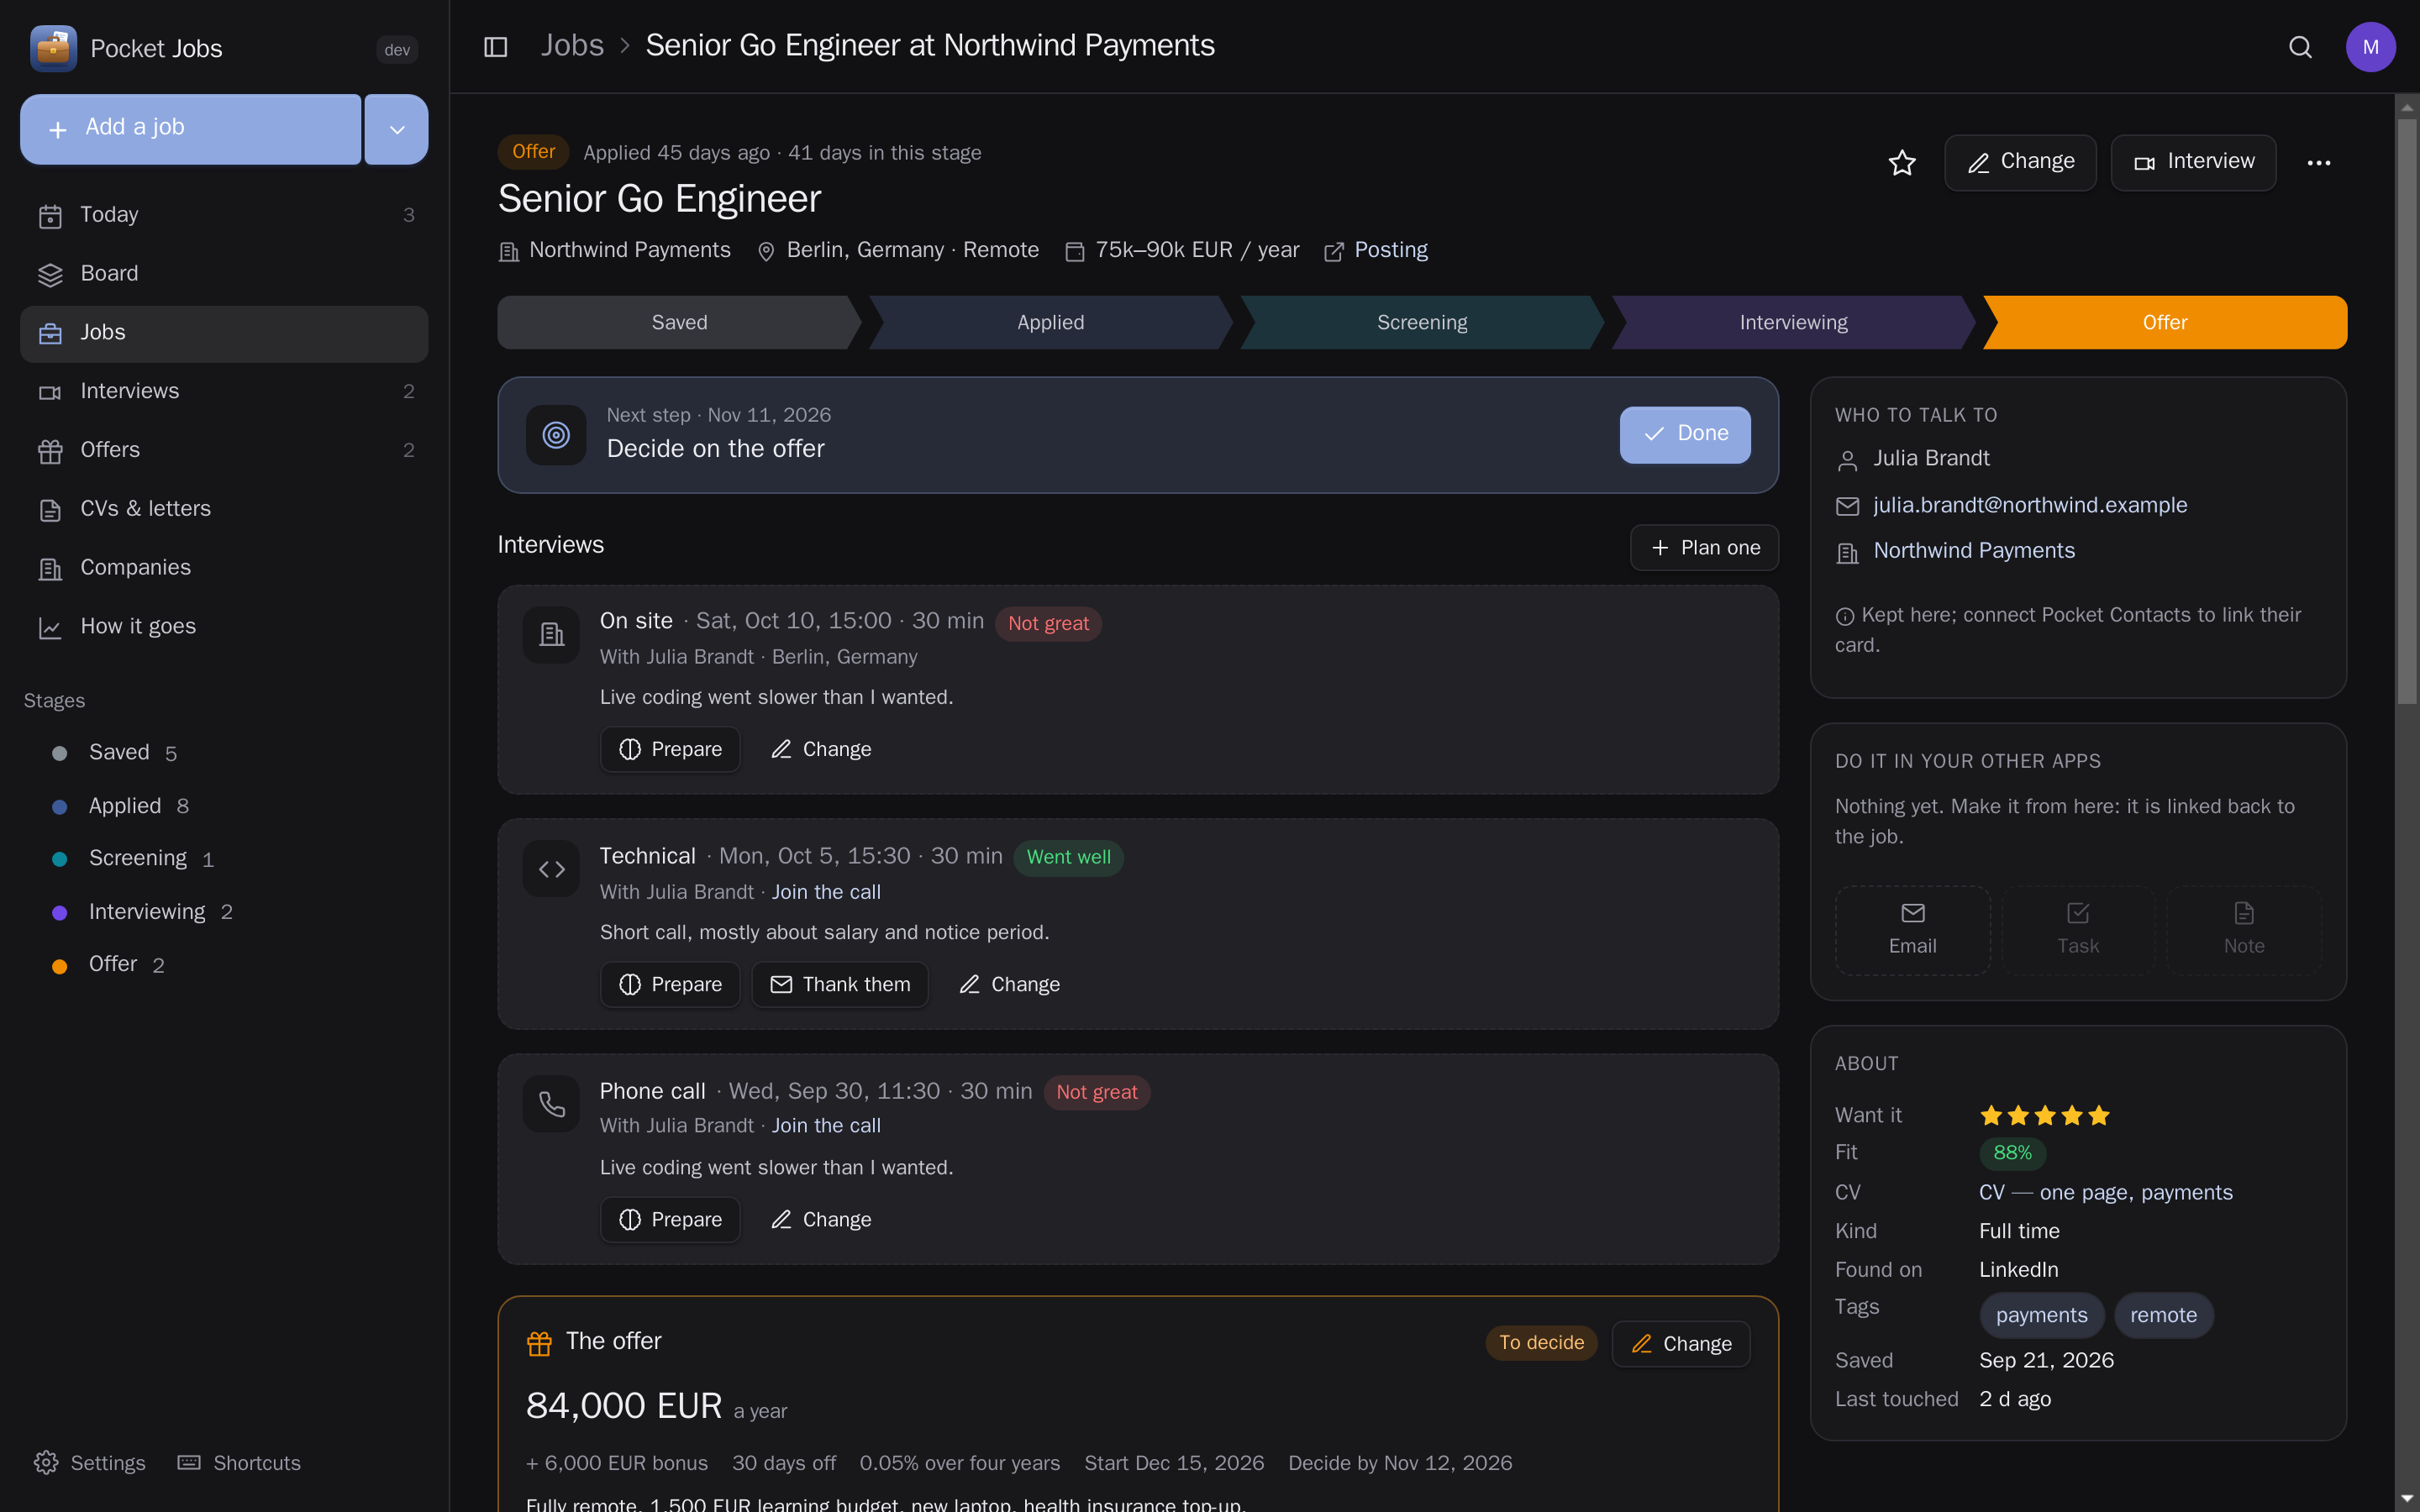 Pocket Jobs
dev
Add a job
Today 3
Board
Jobs
Interviews 2
Offers 2
CVs & letters
Companies
How it goes
Stages
Saved 5
Applied 8
Screening 1
Interviewing 2
Offer 2
Settings Shortcuts
Jobs > Senior Go Engineer at Northwind Payments
M
Offer Applied 45 days ago · 41 days in this stage
Change Interview
Senior Go Engineer
Northwind Payments Berlin, Germany · Remote 75k–90k EUR / year Posting
Saved Applied Screening Interviewing Offer
Next step · Nov 11, 2026
Decide on the offer
Done
Interviews
Plan one
On site · Sat, Oct 10, 15:00 · 30 min Not great
With Julia Brandt · Berlin, Germany
Live coding went slower than I wanted.
Prepare Change
Technical · Mon, Oct 5, 15:30 · 30 min Went well
With Julia Brandt · Join the call
Short call, mostly about salary and notice period.
Prepare Thank them Change
Phone call · Wed, Sep 30, 11:30 · 30 min Not great
With Julia Brandt · Join the call
Live coding went slower than I wanted.
Prepare Change
The offer
To decide Change
84,000 EUR a year
+ 6,000 EUR bonus 30 days off 0.05% over four years Start Dec 15, 2026 Decide by Nov 12, 2026
Fully remote, 1,500 EUR learning budget, new laptop, health insurance top-up.
WHO TO TALK TO
Julia Brandt
julia.brandt@northwind.example
Northwind Payments
Kept here; connect Pocket Contacts to link their
card.
DO IT IN YOUR OTHER APPS
Nothing yet. Make it from here: it is linked back to
the job.
Email Task Note
ABOUT
Want it
Fit 88%
CV CV — one page, payments
Kind Full time
Found on LinkedIn
Tags payments remote
Saved Sep 21, 2026
Last touched 2 d ago